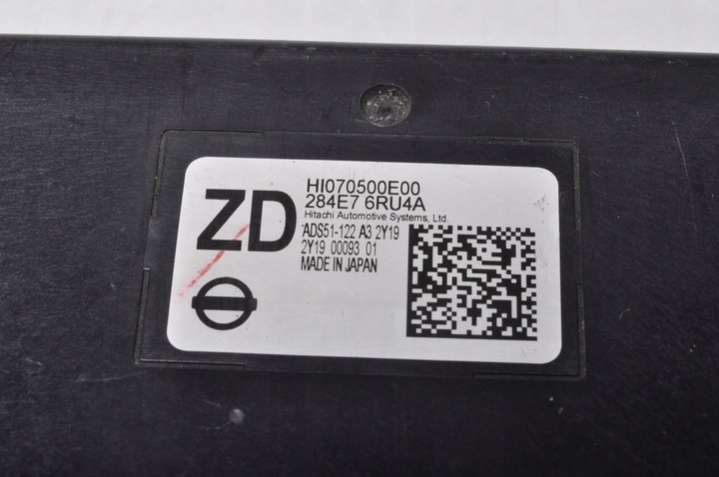 ZD
HI070500E00
284E7 6RU4A
Hitachi Automotive Systems, Ltd.
ADS51-122 A3 2Y19
2Y19 00093 01
MADE IN JAPAN